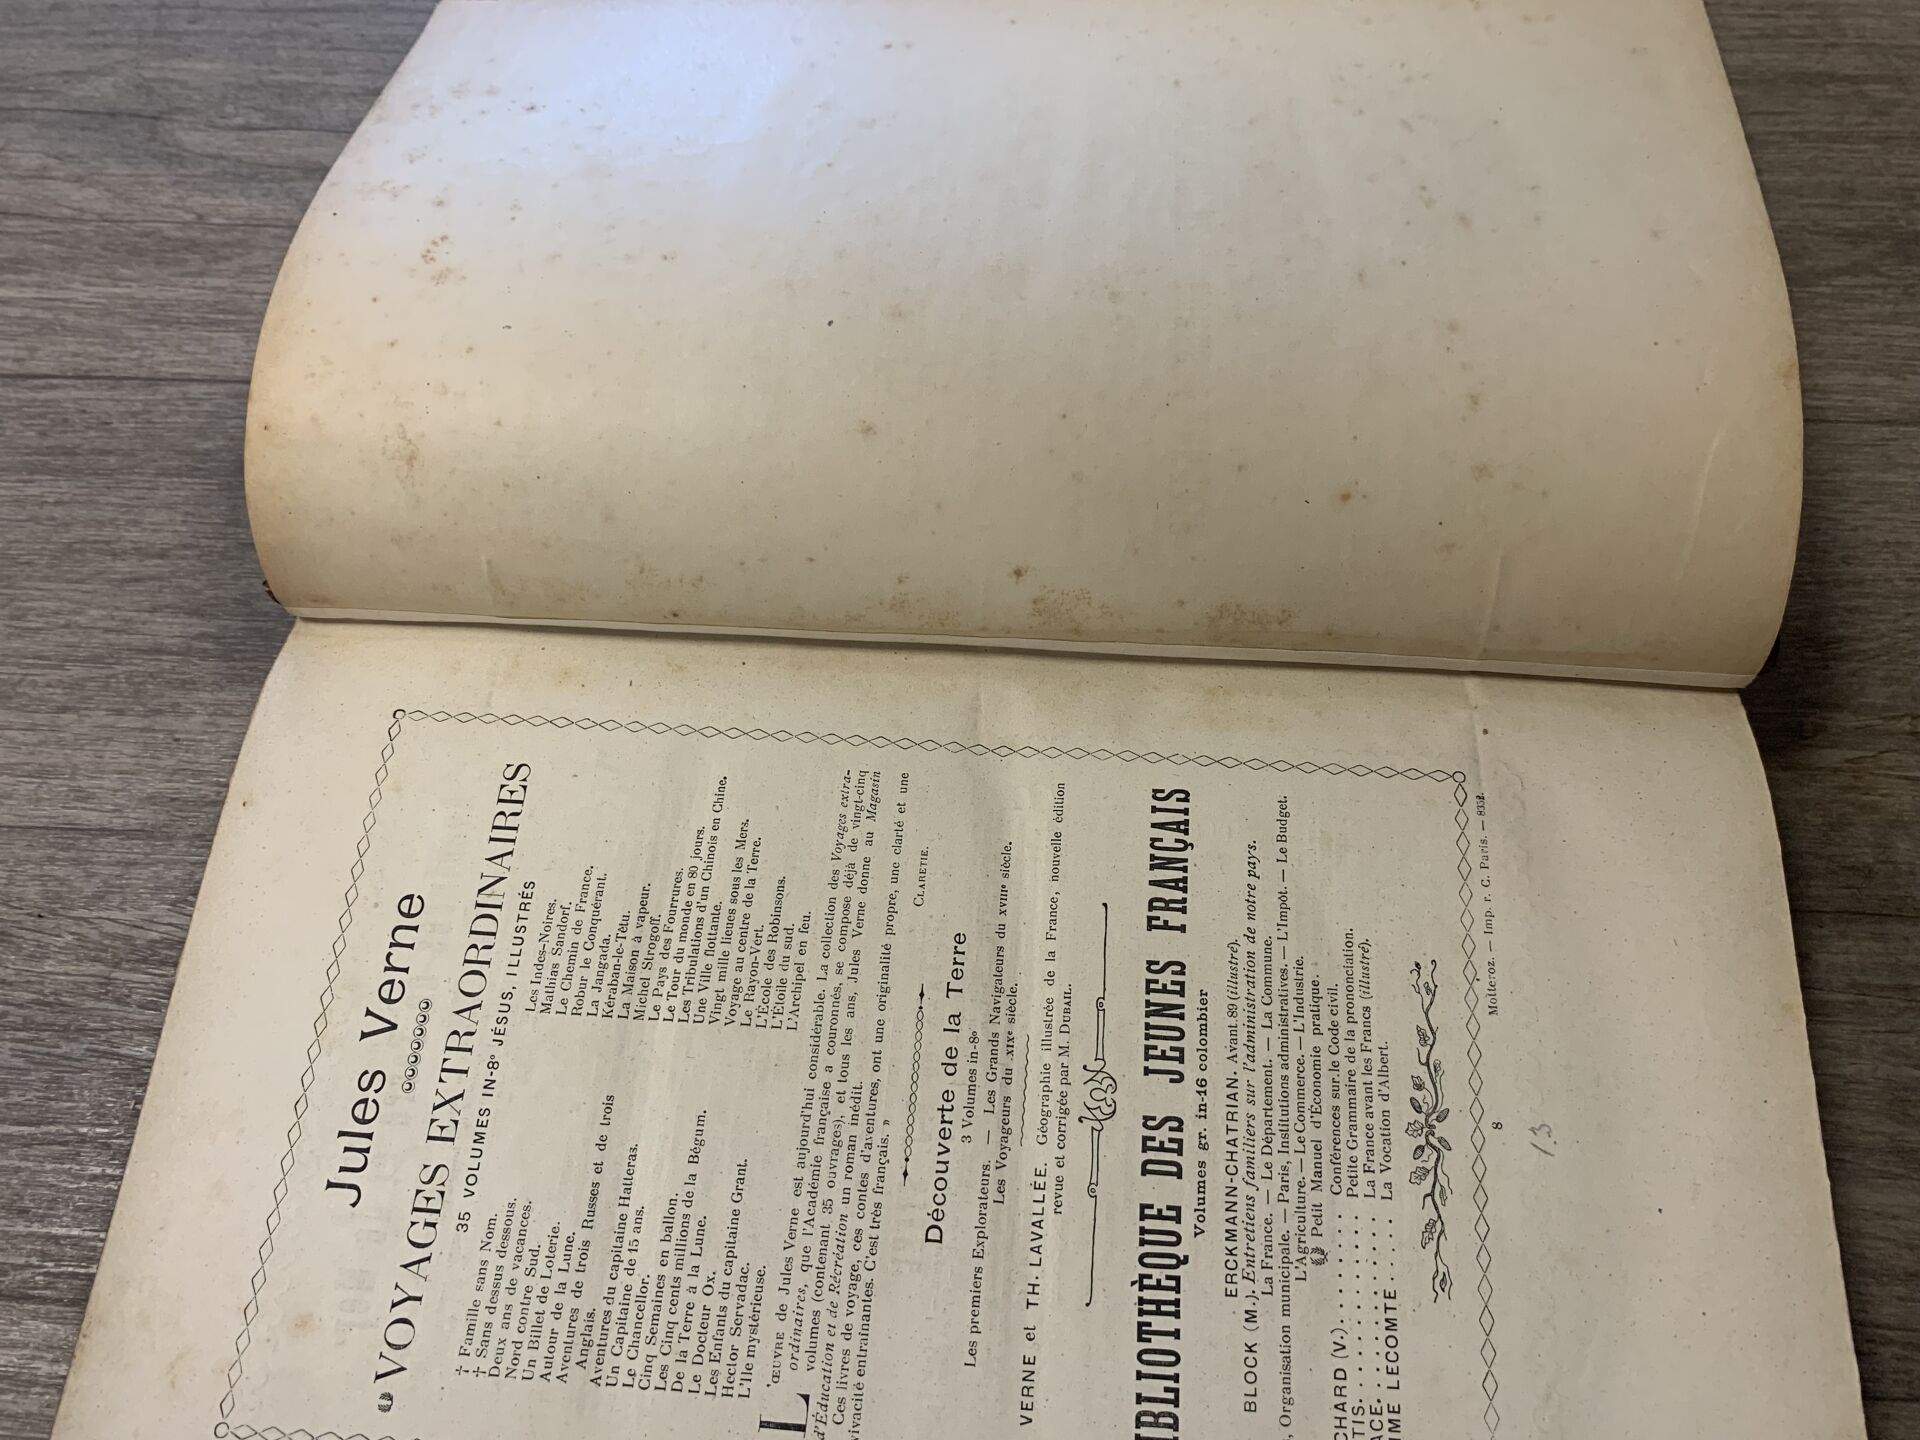 Jules Verne
VOYAGES EXTRAORDINAIRES
35 VOLUMES IN-8º JÉSUS, ILLUSTRÉS
† Famille sans Nom.
† Sans dessus dessous.
Deux ans de vacances.
Nord contre Sud.
Un Billet de Loterie.
Autour de la Lune.
Aventures de trois Russes et de trois
Anglais.
Aventures du capitaine Hatteras.
Un Capitaine de 15 ans.
Le Chancellor.
Cinq Semaines en ballon.
Les Cinq cents millions de la Bégum.
De la Terre à la Lune.
Le Docteur Ox.
Les Enfants du capitaine Grant.
Hector Servadac.
L'Ile mystérieuse.
Les Indes-Noires.
Mathias Sandorf.
Le Chemin de France.
Robur le Conquérant.
La Jangada.
Kéraban-le-Têtu.
La Maison à vapeur.
Michel Strogoff.
Le Pays des Fourrures.
Le Tour du monde en 80 jours.
Les Tribulations d'un Chinois en Chine.
Une Ville flottante.
Vingt mille lieues sous les Mers.
Voyage au centre de la Terre.
Le Rayon-Vert.
L'École des Robinsons.
L'Étoile du sud.
L'Archipel en feu.
L'ŒUVRE de Jules Verne est aujourd'hui considérable. La collection des Voyages extra-
ordinaires, que l'Académie française a couronnés, se compose déjà de vingt-cinq
volumes (contenant 35 ouvrages), et tous les ans, Jules Verne donne au Magasin
d'Éducation et de Récréation un roman inédit.
Ces livres de voyage, ces contes d'aventures, ont une originalité propre, une clarté et une
vivacité entrainantes. C'est très français. »
CLARETIE.
Découverte de la Terre
3 Volumes in-8º
Les premiers Explorateurs. — Les Grands Navigateurs du XVIIIe siècle.
Les Voyageurs du XIXe siècle.
VERNE et TH. LAVALLÉE. Géographie illustrée de la France, nouvelle édition
revue et corrigée par M. DUBAIL.
BIBLIOTHÈQUE DES JEUNES FRANÇAIS
Volumes gr. in-16 colombier
ERCKMANN-CHATRIAN. Avant 89 (illustré).
BLOCK (M.). Entretiens familiers sur l'administration de notre pays.
La France. — Le Département. — La Commune.
Organisation municipale. — Paris, Institutions administratives. — L'Impôt. — Le Budget.
L'Agriculture. — Le Commerce. — L'Industrie.
Petit Manuel d'Économie pratique.
CHARD (V.) . . . . . . . Conférences sur le Code civil.
TIS. . . . . . . . . . Petite Grammaire de la prononciation.
ACE. . . . . . . . . . La France avant les Francs (illustré).
IME LECOMTE . . . . . La Vocation d'Albert.
8
Motteroz. — Imp. r. C. Paris. — 8352.
13